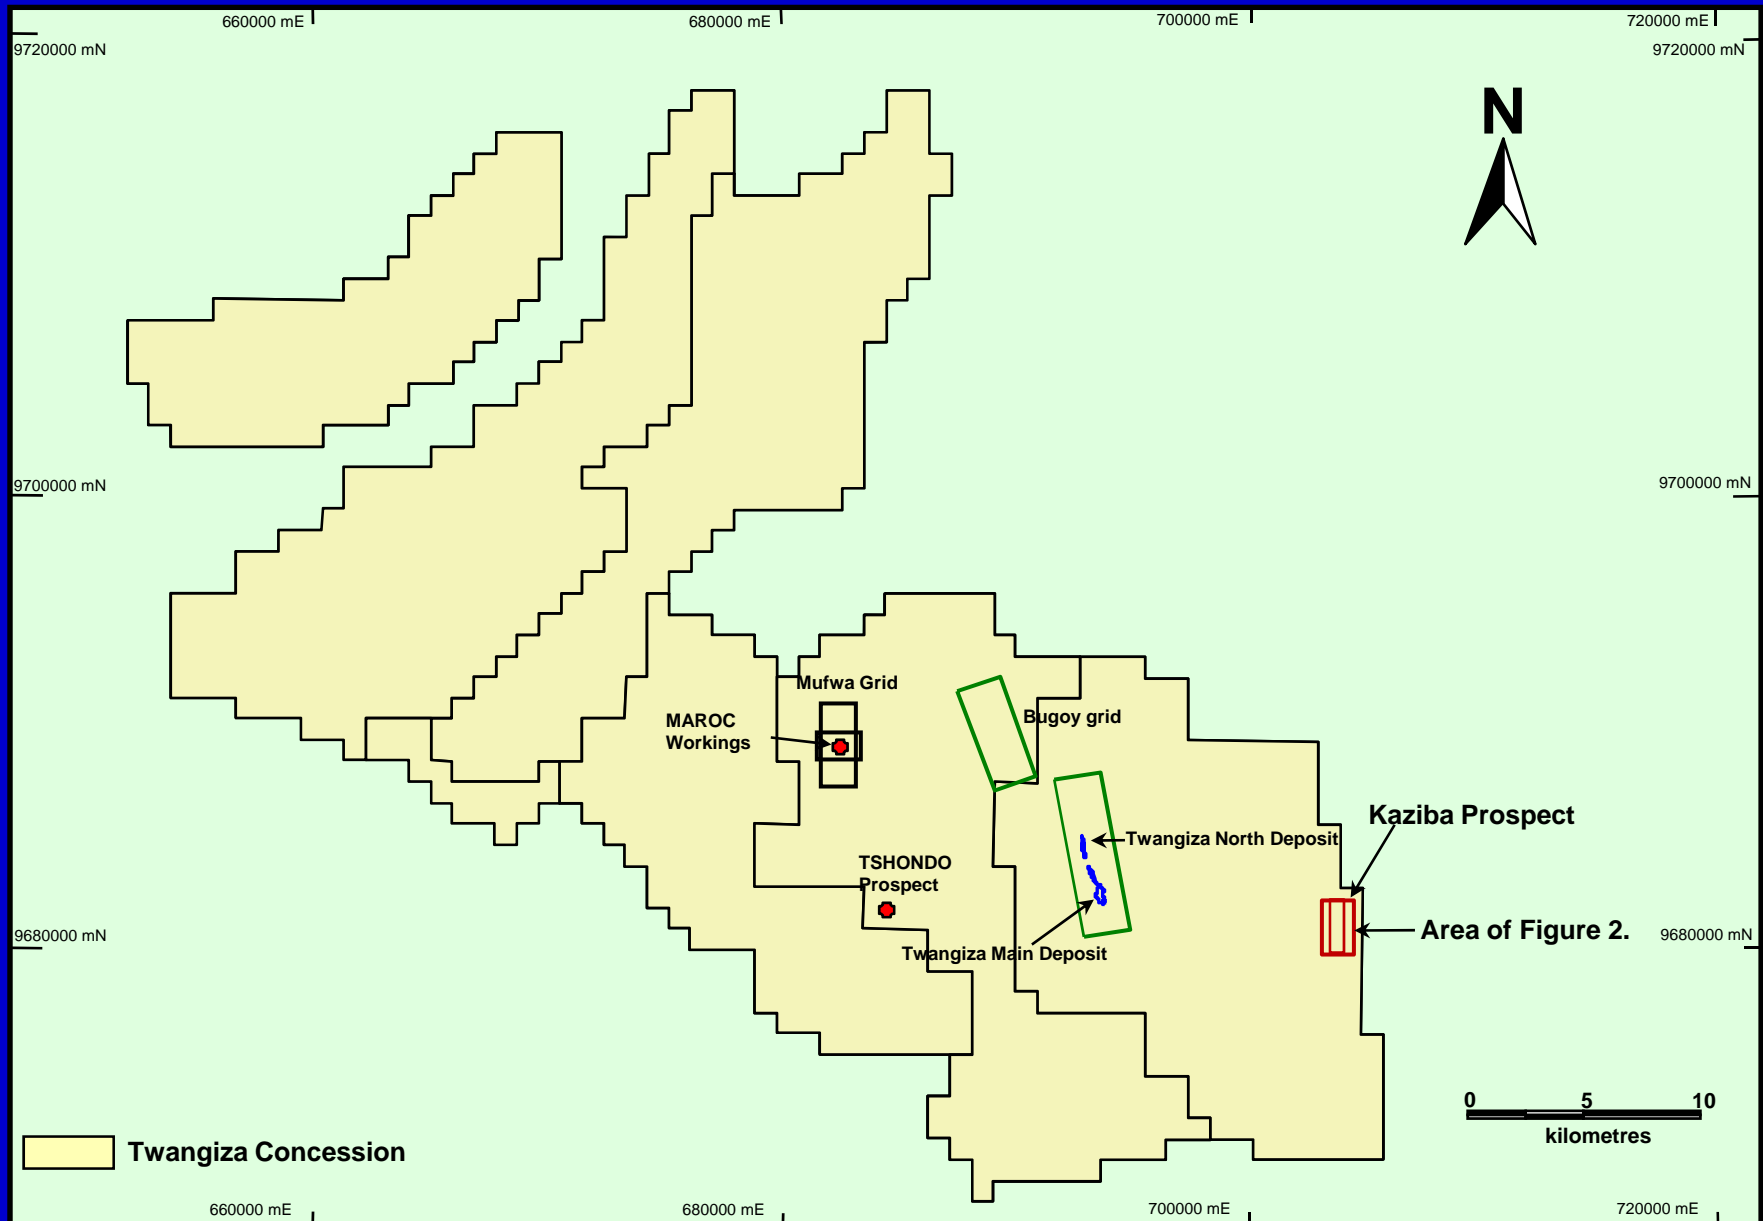 660000 mE
680000 mE
700000 mE
720000 mE
9720000 mN
9720000 mN
N
9700000 mN
9700000 mN
Mufwa Grid
MAROC
Workings
Bugoy grid
Kaziba Prospect
Twangiza North Deposit
TSHONDO
Prospect
Area of Figure 2.
9680000 mN
9680000 mN
Twangiza Main Deposit
0 5 10
kilometres
Twangiza Concession
660000 mE
680000 mE
700000 mE
720000 mE